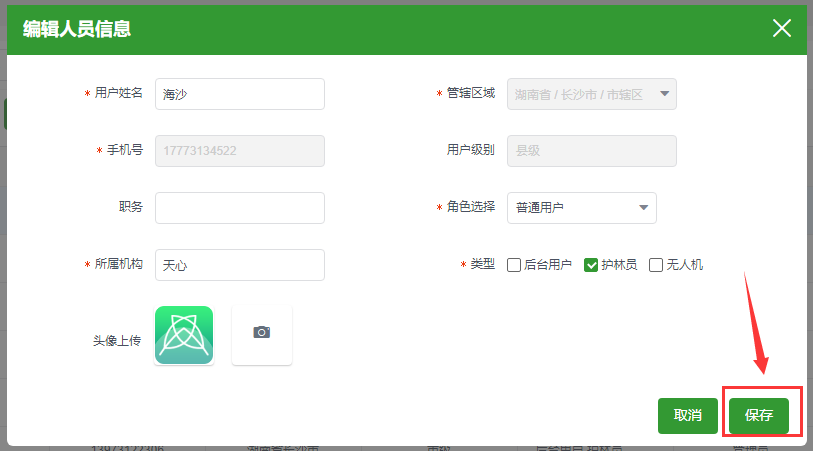 编辑人员信息
* 用户姓名 海沙 * 管辖区域 湖南省 / 长沙市 / 市辖区
* 手机号 17773134522 用户级别 县级
职务 * 角色选择 普通用户
* 所属机构 天心 * 类型 后台用户 护林员 无人机
头像上传
取消 保存